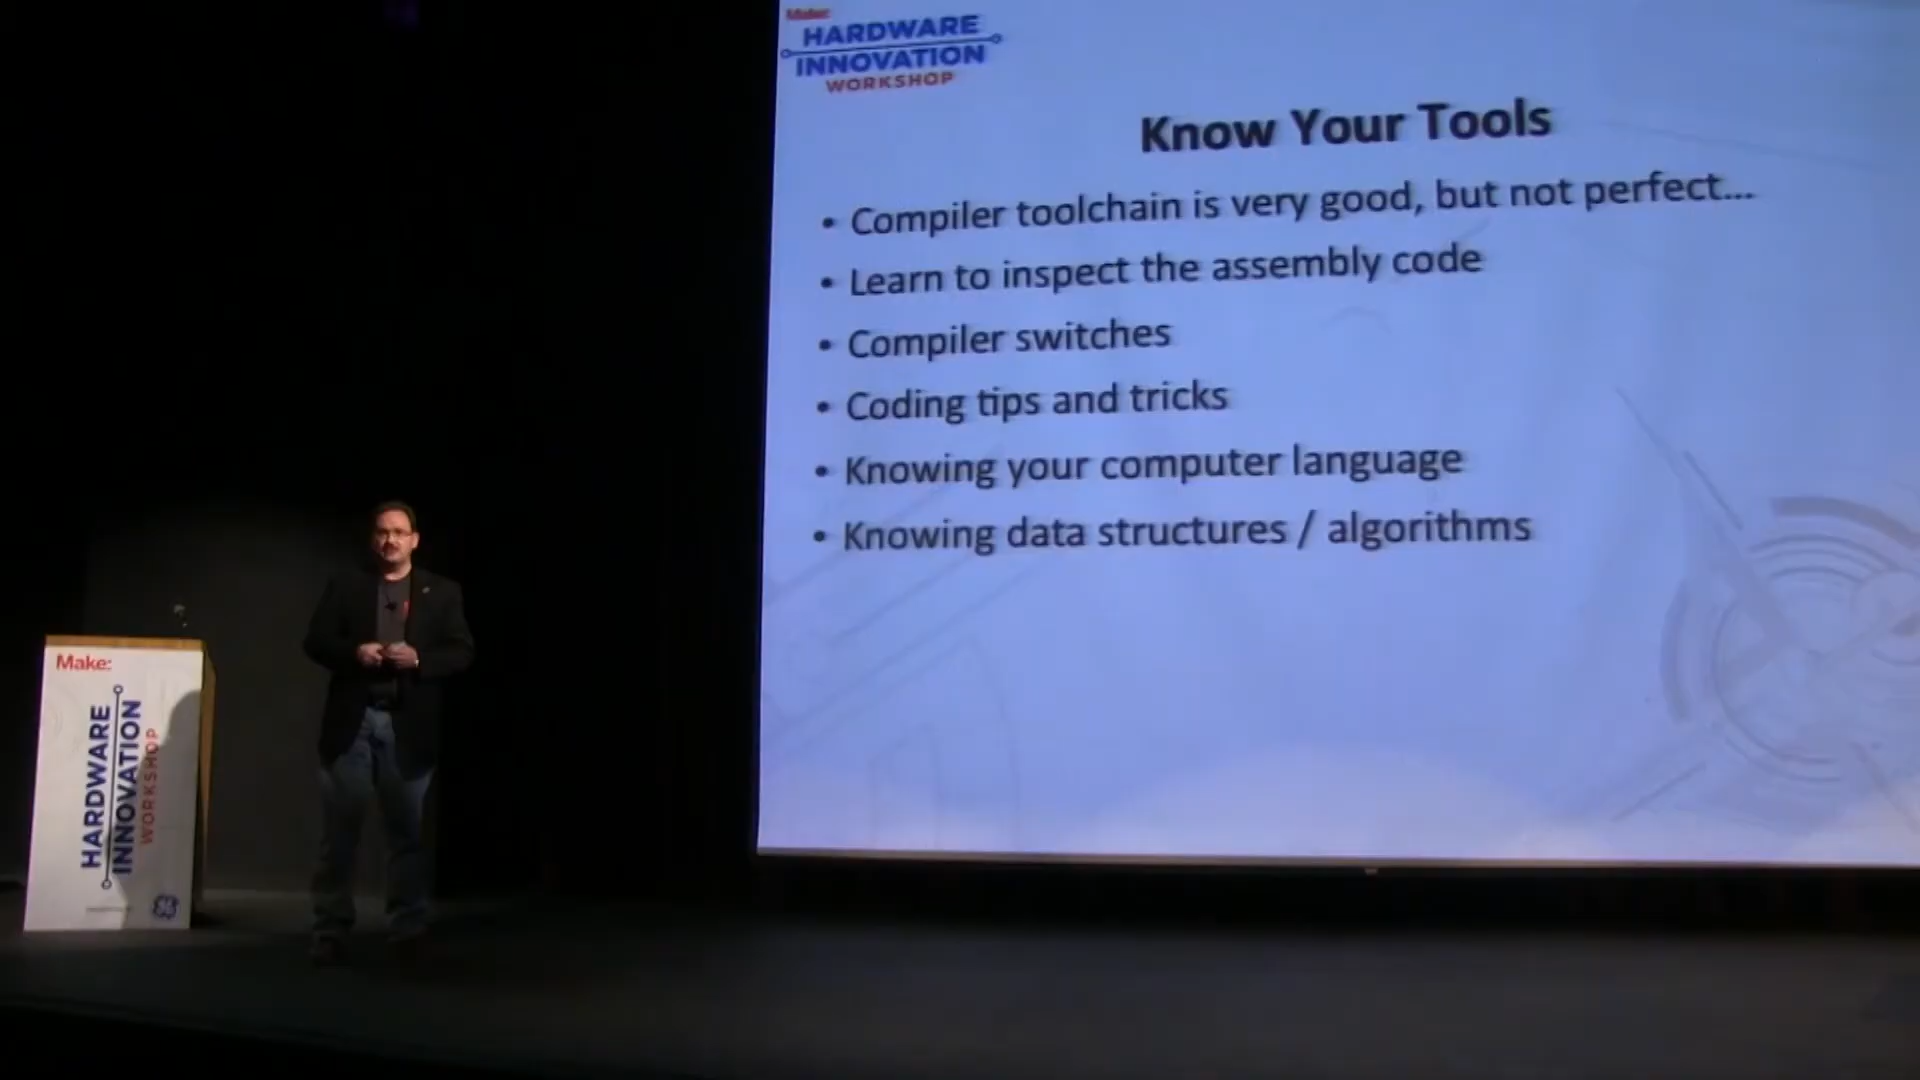 Make:
HARDWARE
INNOVATION
WORKSHOP
Know Your Tools
• Compiler toolchain is very good, but not perfect...
• Learn to inspect the assembly code
• Compiler switches
• Coding tips and tricks
• Knowing your computer language
• Knowing data structures / algorithms
Make:
HARDWARE
INNOVATION
WORKSHOP